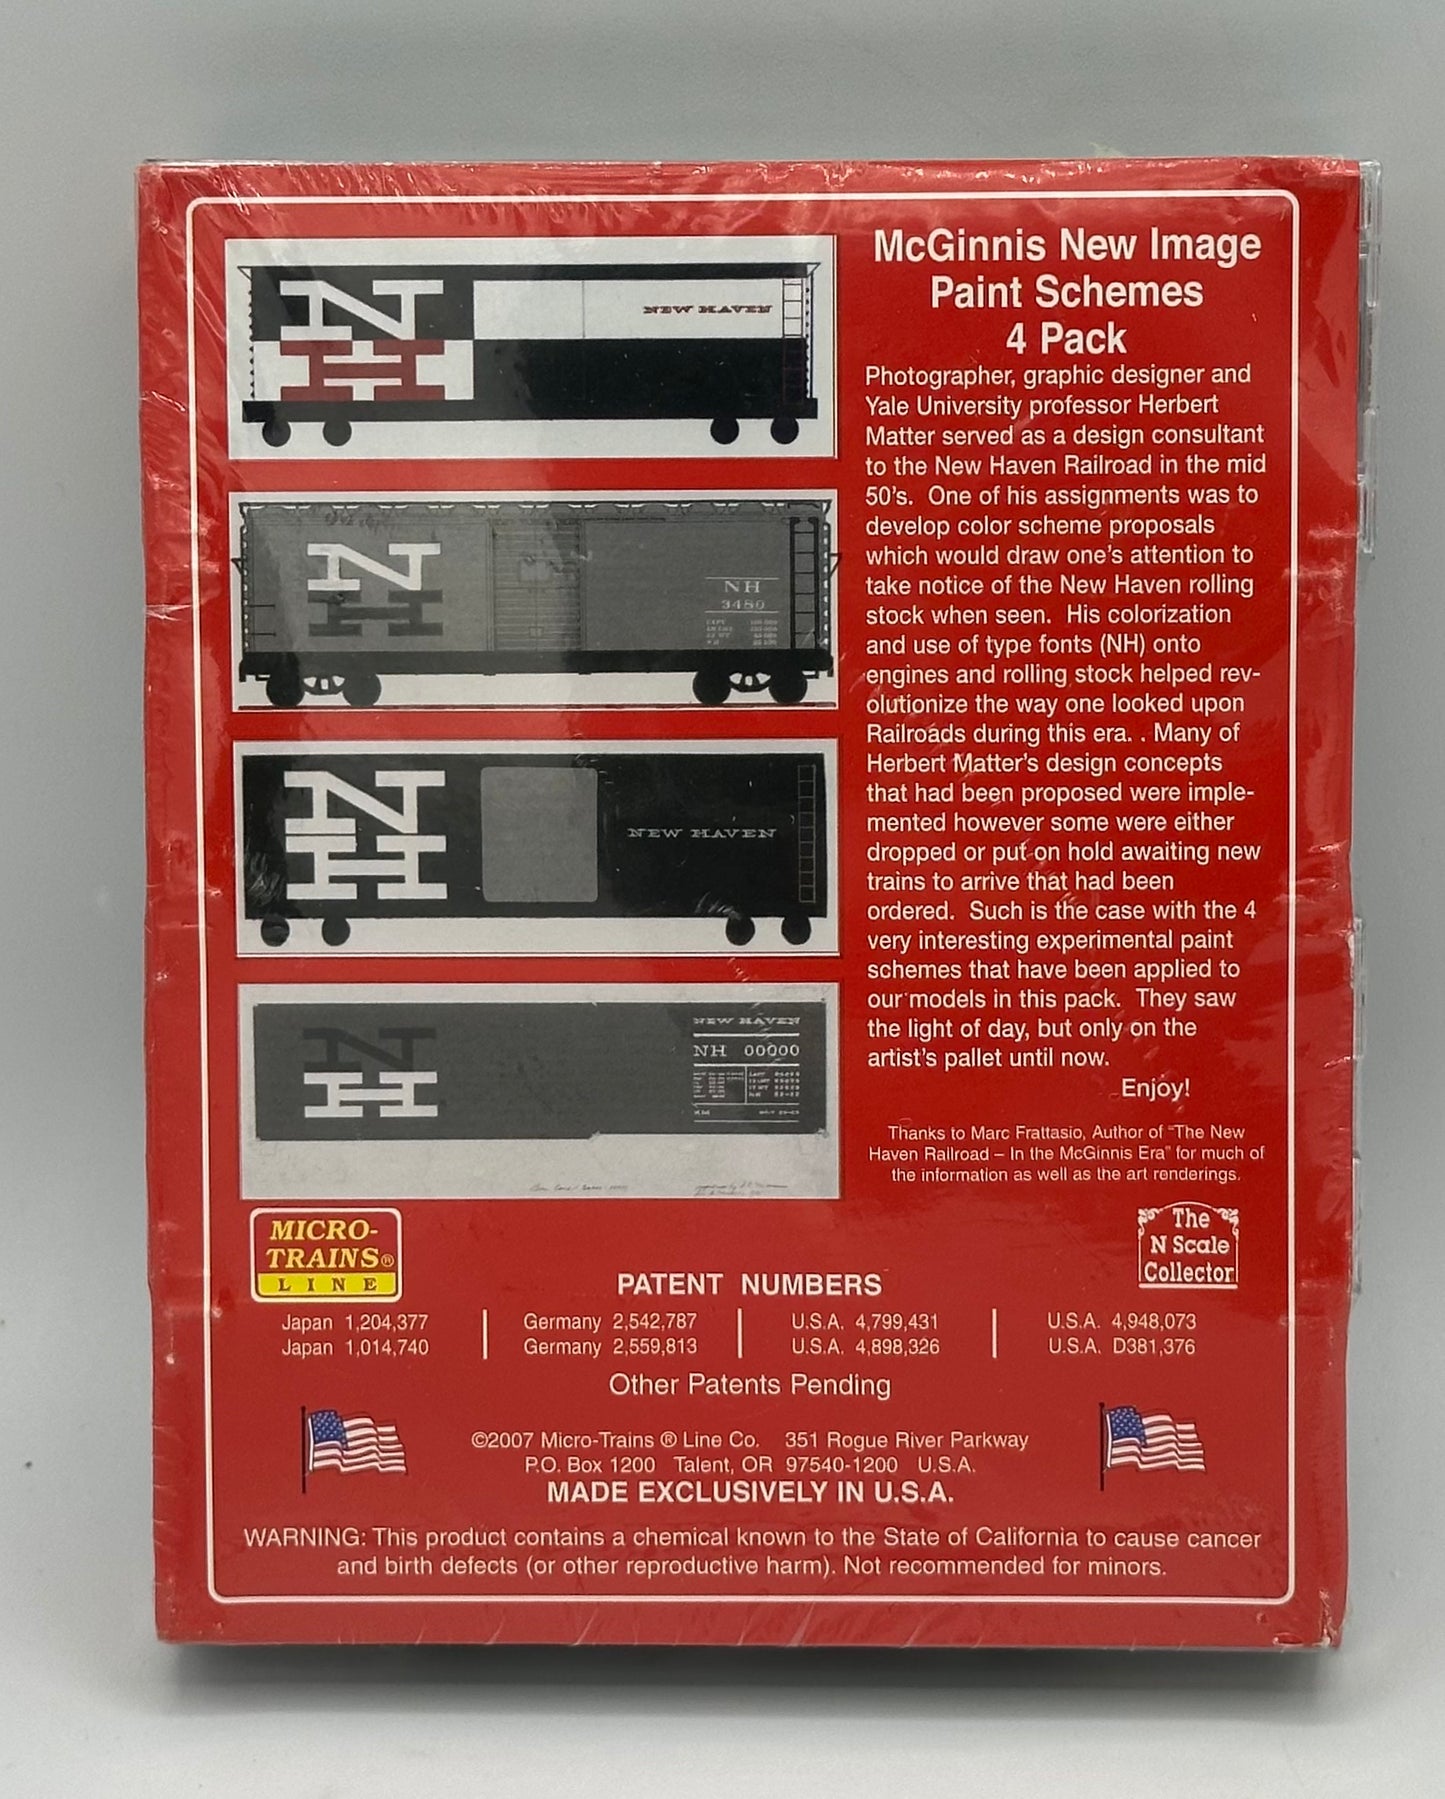 McGinnis New Image
Paint Schemes
4 Pack
Photographer, graphic designer and
Yale University professor Herbert
Matter served as a design consultant
to the New Haven Railroad in the mid
50's.  One of his assignments was to
develop color scheme proposals
which would draw one's attention to
take notice of the New Haven rolling
stock when seen.  His colorization
and use of type fonts (NH) onto
engines and rolling stock helped rev-
olutionize the way one looked upon
Railroads during this era. . Many of
Herbert Matter's design concepts
that had been proposed were imple-
mented however some were either
dropped or put on hold awaiting new
trains to arrive that had been
ordered.  Such is the case with the 4
very interesting experimental paint
schemes that have been applied to
our models in this pack.  They saw
the light of day, but only on the
artist's pallet until now.
Enjoy!
Thanks to Marc Frattasio, Author of "The New
Haven Railroad – In the McGinnis Era" for much of
the information as well as the art renderings.
N
H
NEW HAVEN
N
H
NH
3480
N
H
NEW HAVEN
N
H
NEW HAVEN
NH 00000
MICRO-
TRAINS®
LINE
The
N Scale
Collector
PATENT NUMBERS
Japan 1,204,377 | Germany 2,542,787 | U.S.A. 4,799,431 | U.S.A. 4,948,073
Japan 1,014,740 | Germany 2,559,813 | U.S.A. 4,898,326 | U.S.A. D381,376
Other Patents Pending
©2007 Micro-Trains ® Line Co. 351 Rogue River Parkway
P.O. Box 1200 Talent, OR 97540-1200 U.S.A.
MADE EXCLUSIVELY IN U.S.A.
WARNING: This product contains a chemical known to the State of California to cause cancer
and birth defects (or other reproductive harm). Not recommended for minors.